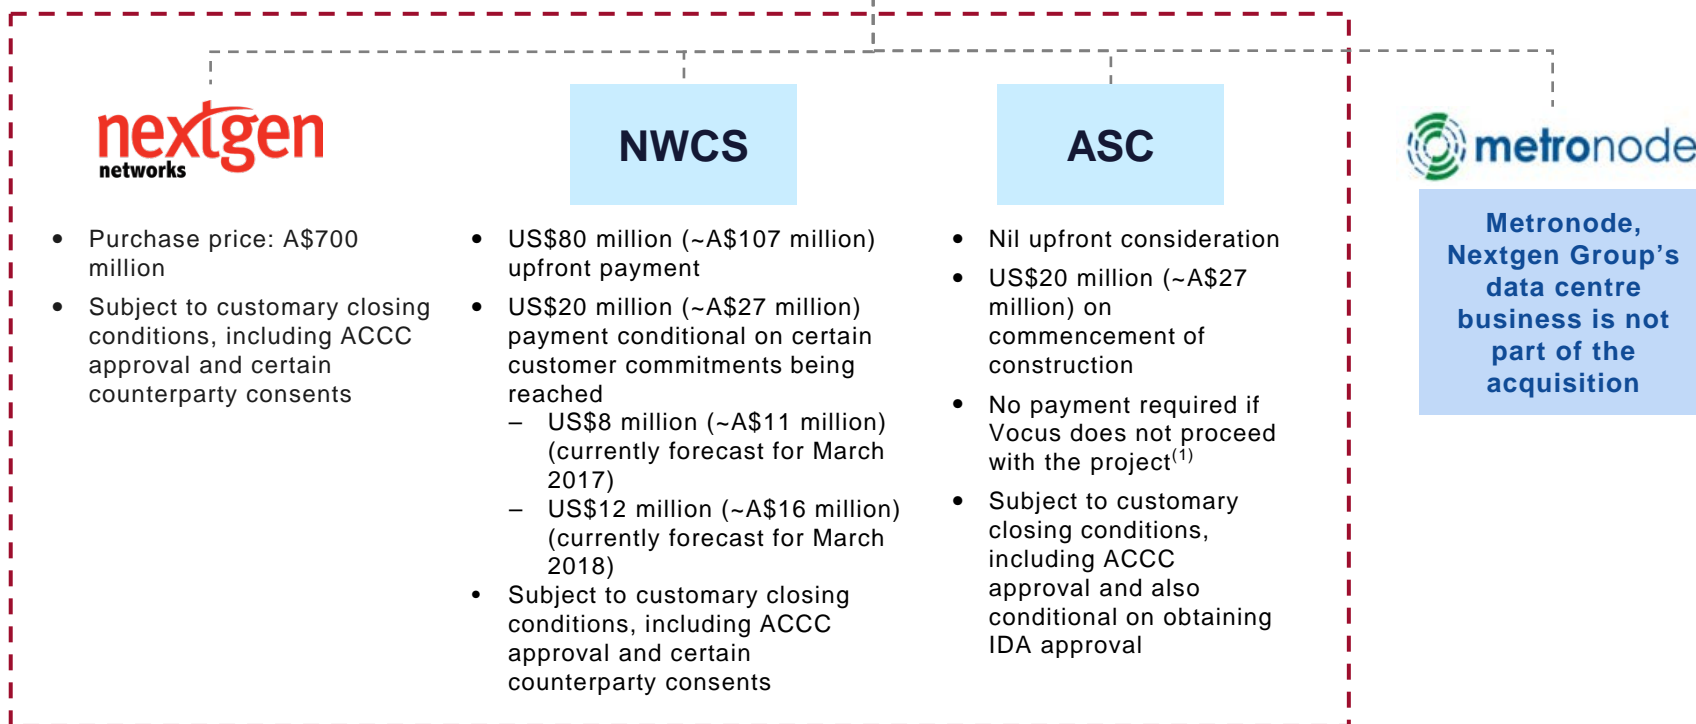 nextgen
networks
• Purchase price: A$700
million
• Subject to customary closing
conditions, including ACCC
approval and certain
counterparty consents
NWCS
• US$80 million (~A$107 million)
upfront payment
• US$20 million (~A$27 million)
payment conditional on certain
customer commitments being
reached
– US$8 million (~A$11 million)
(currently forecast for March
2017)
– US$12 million (~A$16 million)
(currently forecast for March
2018)
• Subject to customary closing
conditions, including ACCC
approval and certain
counterparty consents
ASC
• Nil upfront consideration
• US$20 million (~A$27
million) on
commencement of
construction
• No payment required if
Vocus does not proceed
with the project(1)
• Subject to customary
closing conditions,
including ACCC
approval and also
conditional on obtaining
IDA approval
metronode
Metronode,
Nextgen Group’s
data centre
business is not
part of the
acquisition